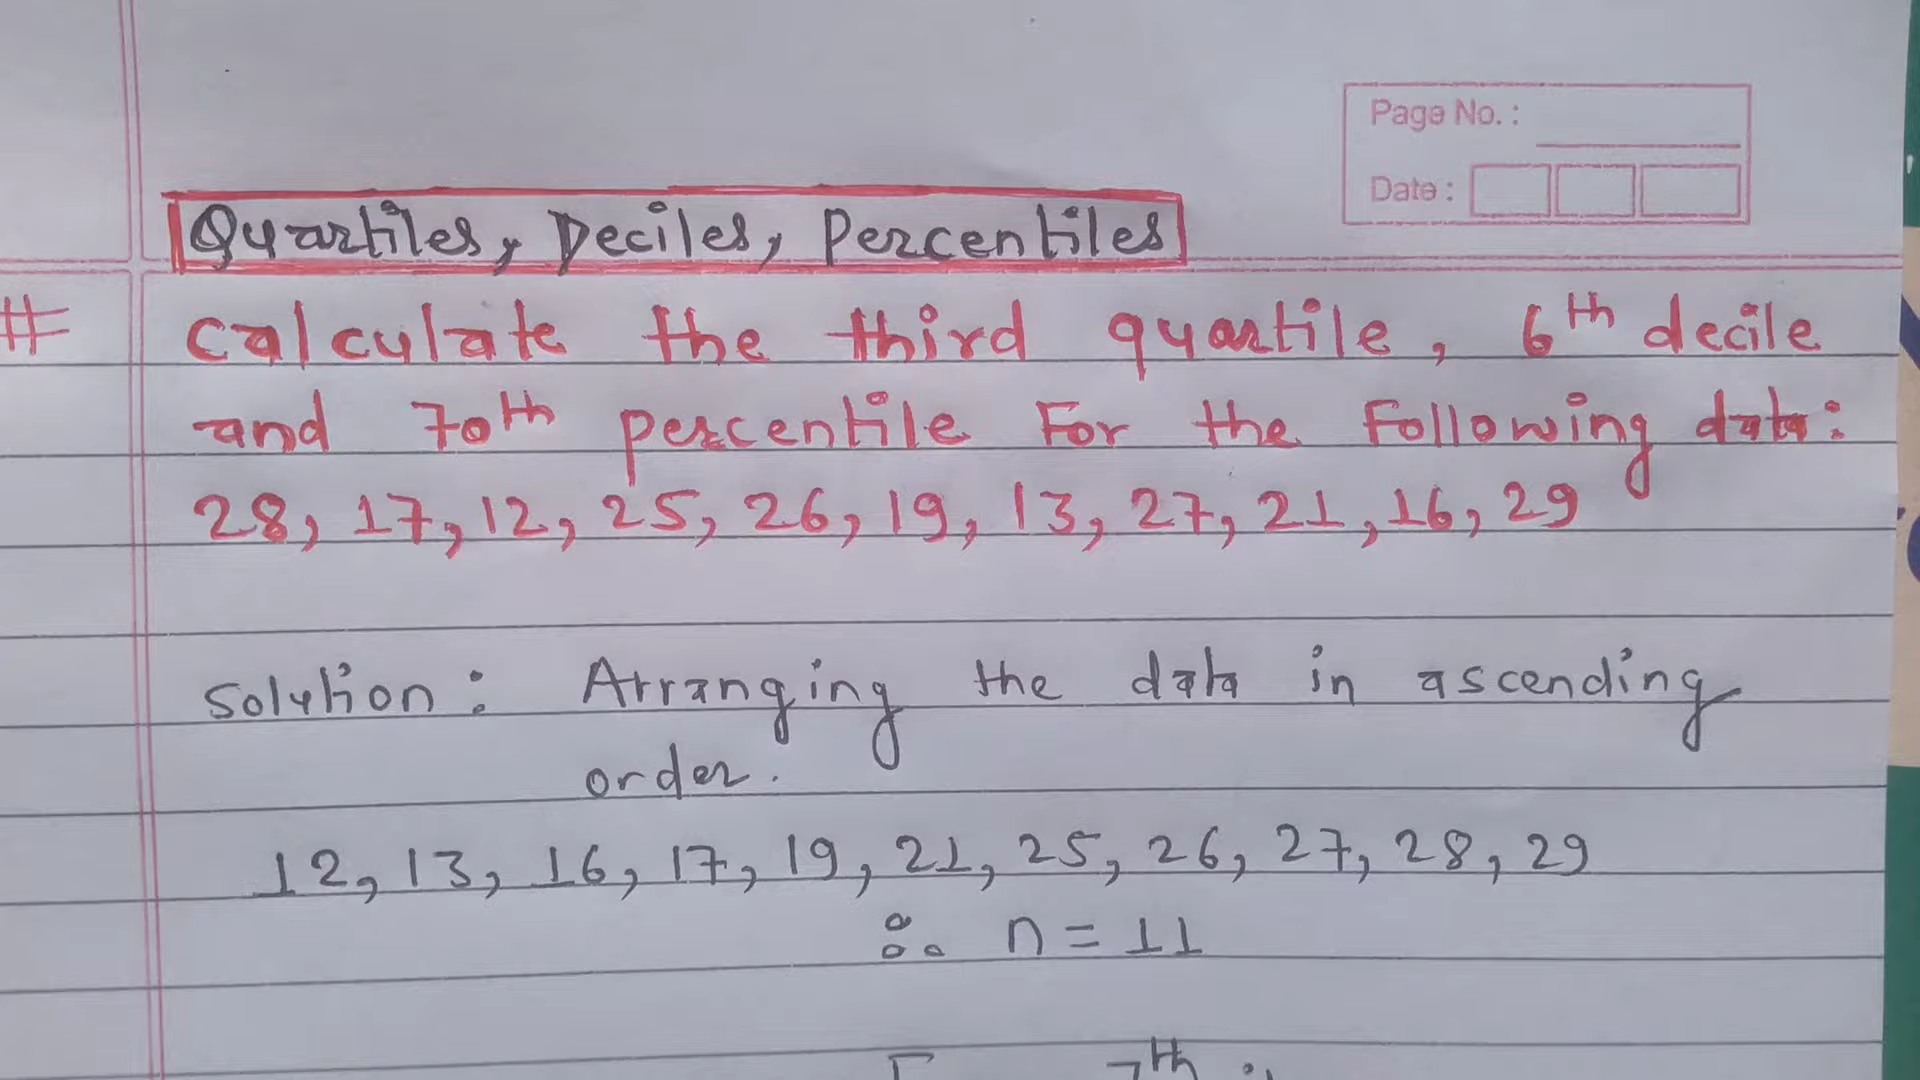 Page No. :
Date :
Quartiles, Deciles, Percentiles
# Calculate the third quartile, 6th decile
and 70th percentile For the Following data:
28, 17, 12, 25, 26, 19, 13, 27, 21, 16, 29
Solution: Arranging the data in ascending
order.
12, 13, 16, 17, 19, 21, 25, 26, 27, 28, 29
∴ n = 11